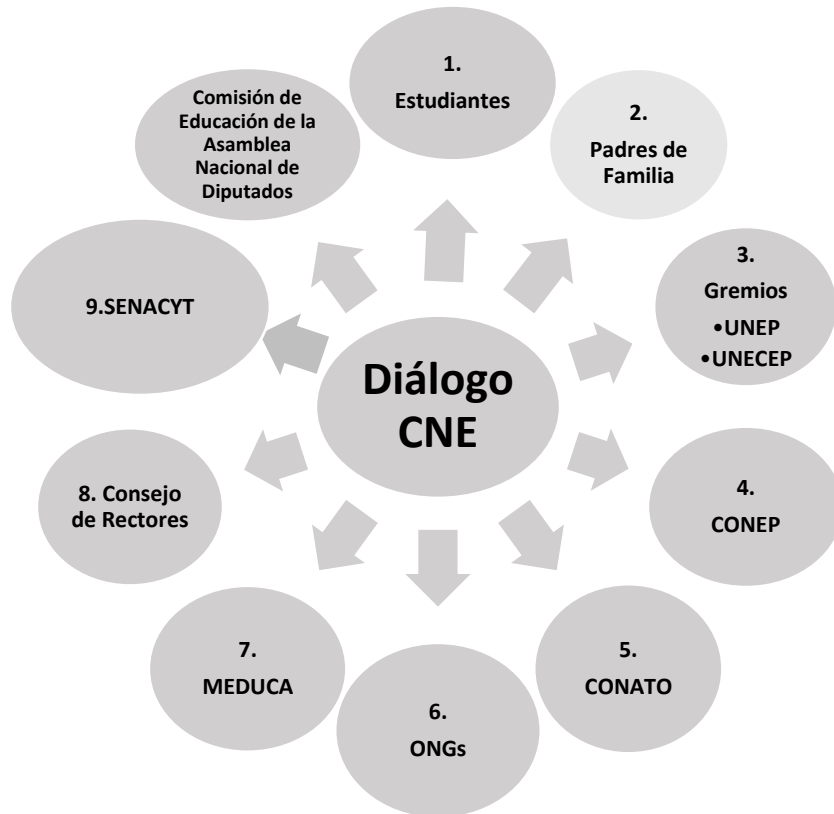 1.
Estudiantes
2.
Padres de
Familia
3.
Gremios
•UNEP
•UNECEP
4.
CONEP
5.
CONATO
6.
ONGs
7.
MEDUCA
8. Consejo
de Rectores
9.SENACYT
Comisión de
Educación de la
Asamblea
Nacional de
Diputados
Diálogo
CNE